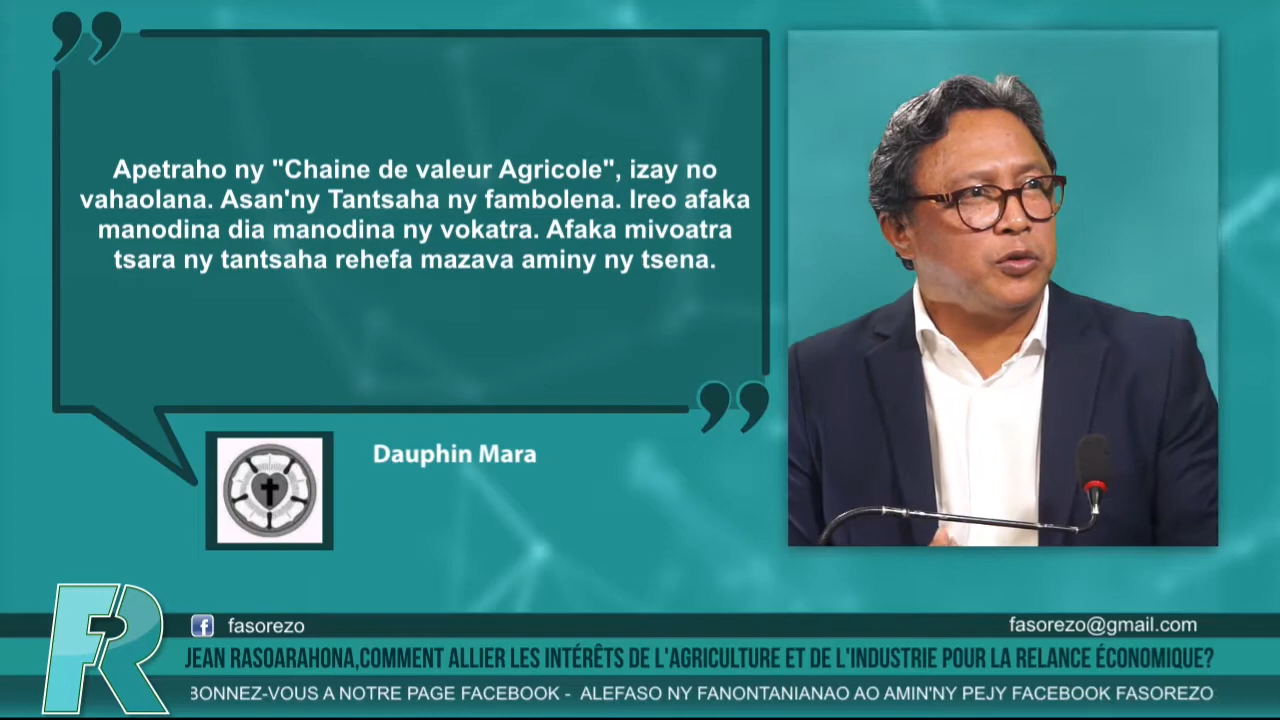 Apetraho ny "Chaine de valeur Agricole", izay no
vahaolana. Asan'ny Tantsaha ny fambolena. Ireo afaka
manodina dia manodina ny vokatra. Afaka mivoatra
tsara ny tantsaha rehefa mazava aminy ny tsena.
Dauphin Mara
FR
fasorezo
fasorezo@gmail.com
JEAN RASOARAHONA,COMMENT ALLIER LES INTÉRÊTS DE L'AGRICULTURE ET DE L'INDUSTRIE POUR LA RELANCE ÉCONOMIQUE?
BONNEZ-VOUS A NOTRE PAGE FACEBOOK - ALEFASO NY FANONTANIANAO AO AMIN'NY PEJY FACEBOOK FASOREZO